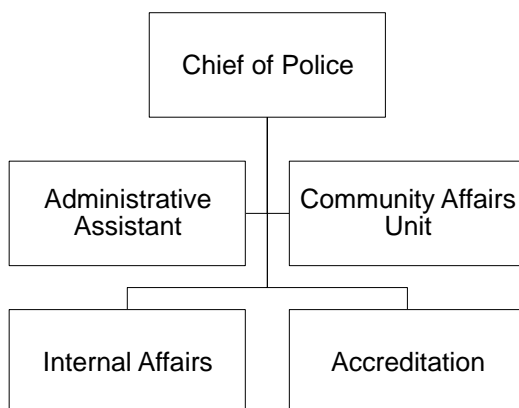 Chief of Police
Administrative
Assistant
Community Affairs
Unit
Internal Affairs
Accreditation